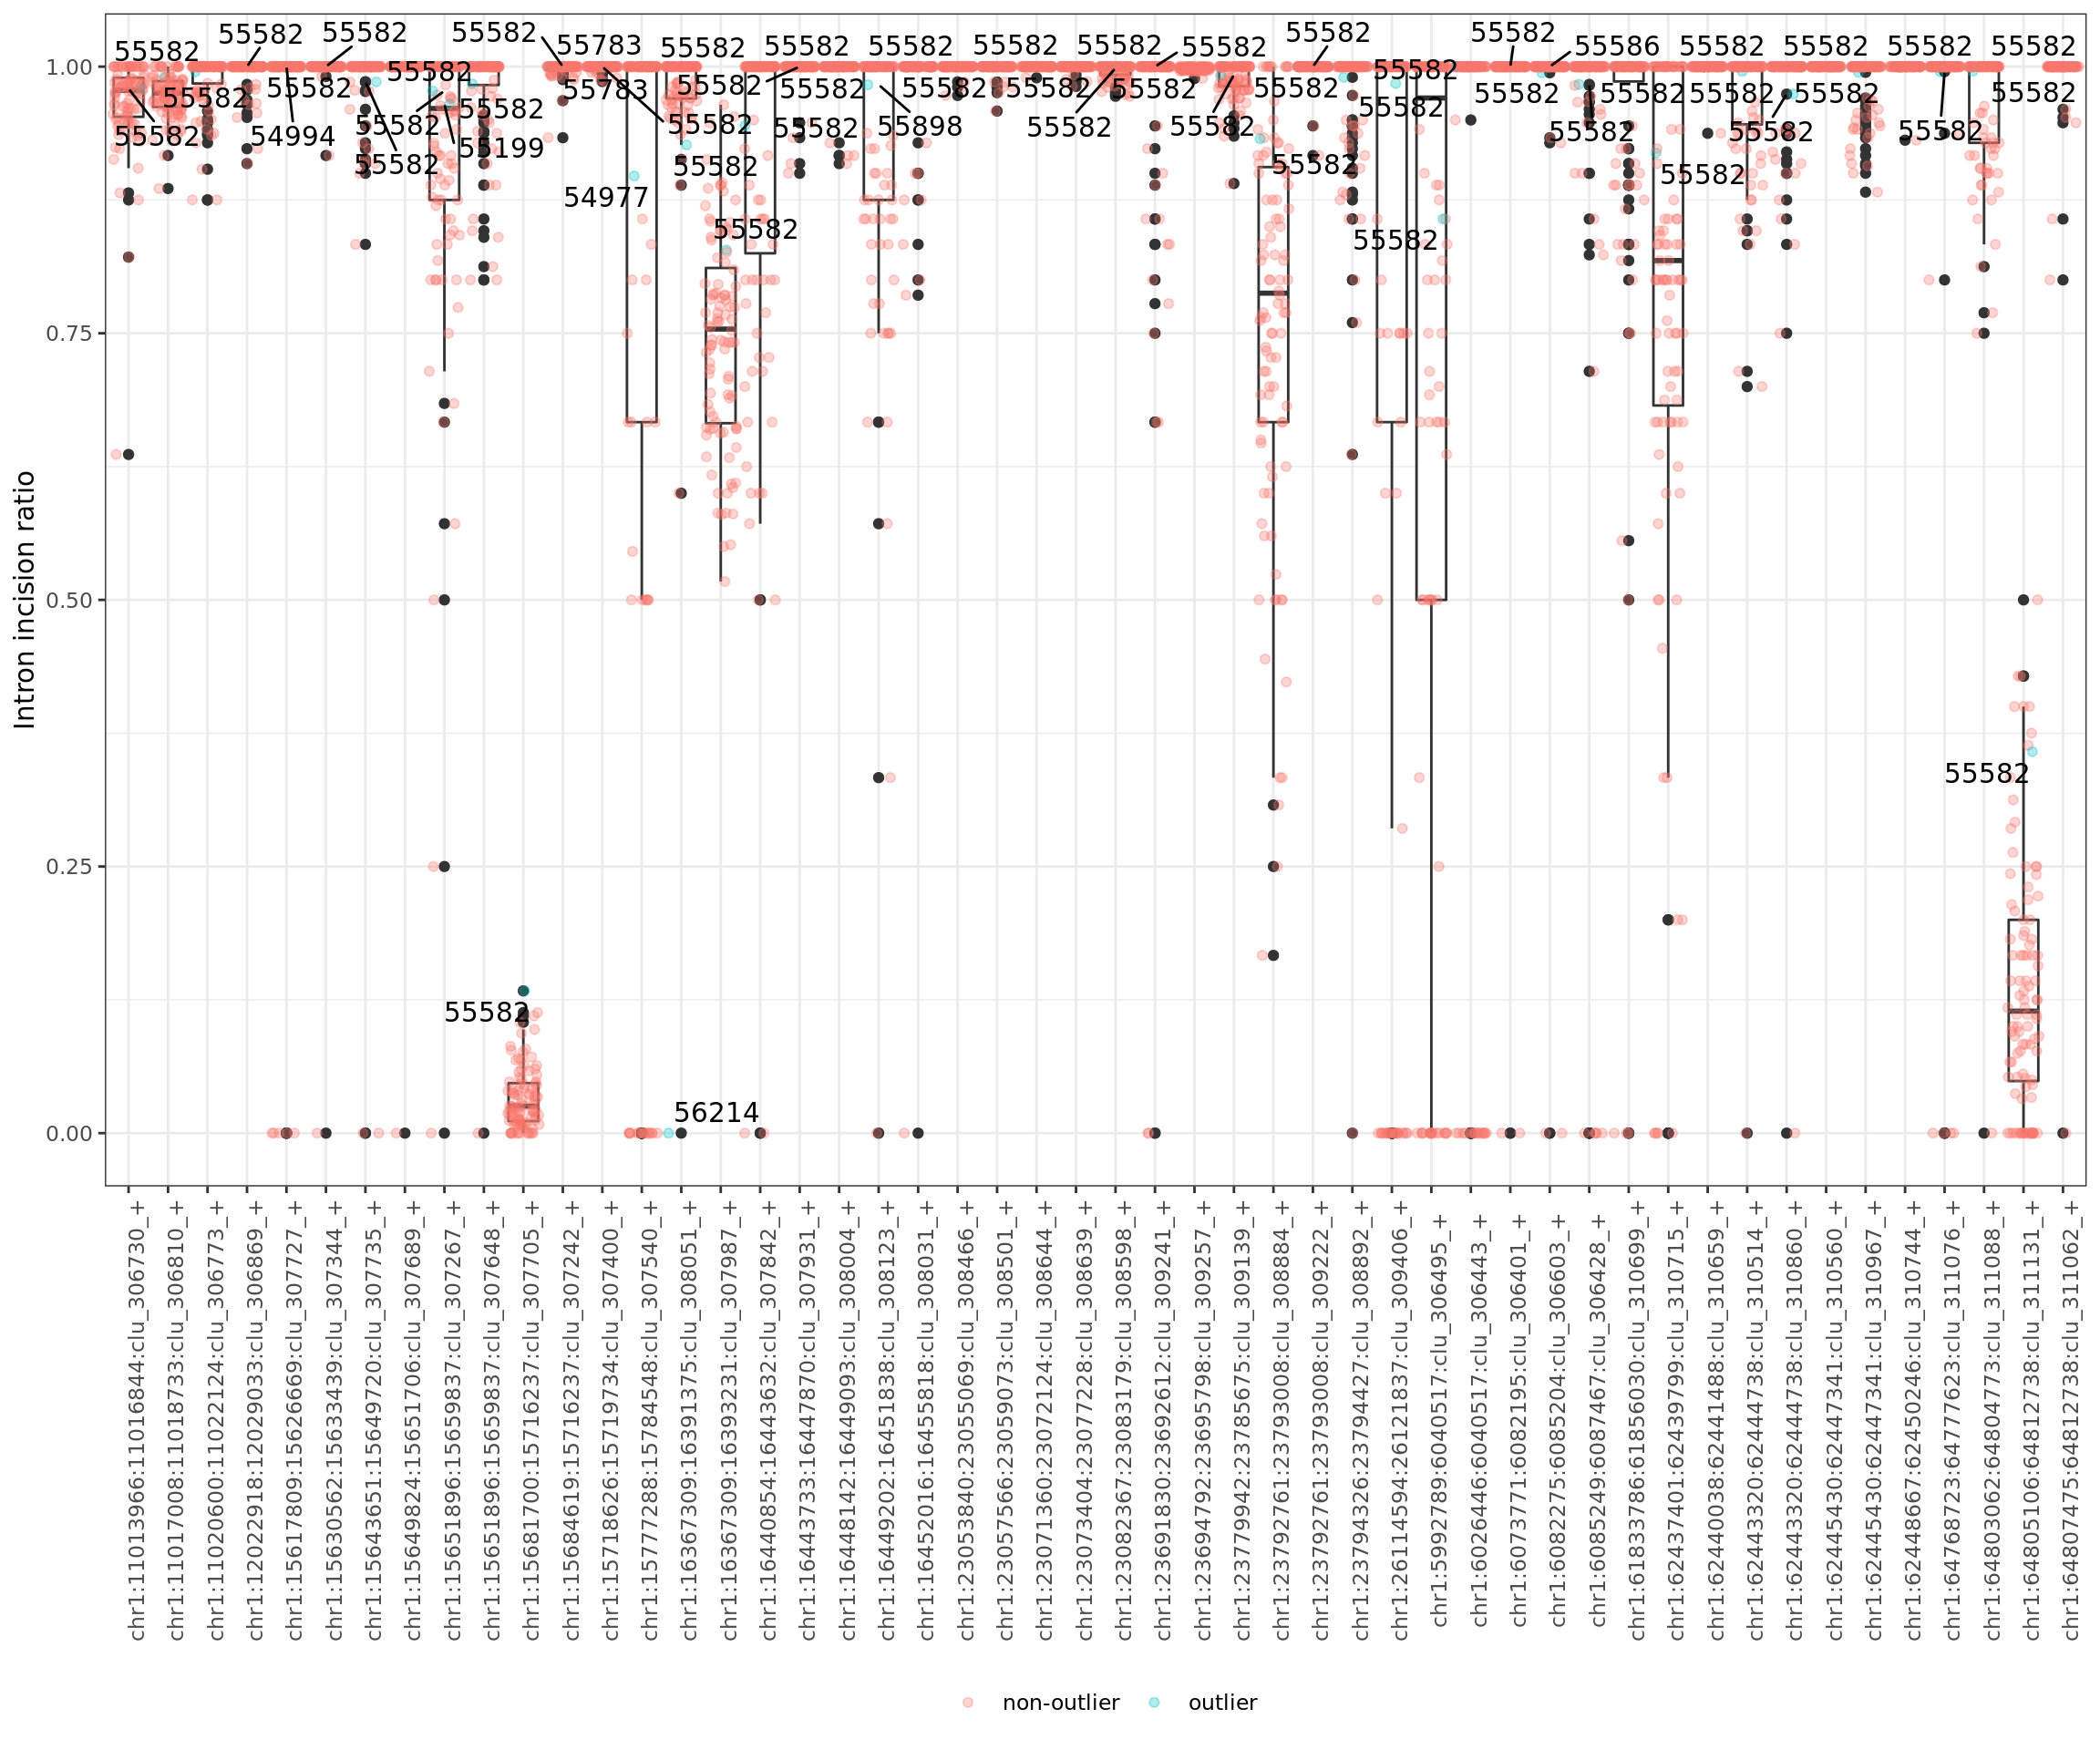 55582
55582
55582
55582
55783
55582
55582
55582
55582
55582
55582
55582
55582
55586
55582
55582
55582
55582
55582
55582
55582
55582
55783
55582
55582
55582
55582
55582
55582
55582
55582
55582
55582
55582
55582
55582
55582
54994
55582
55582
55199
55582
55582
55582
55898
55582
55582
55582
55582
55582
55582
55582
55582
54977
55582
55582
55582
55582
55582
56214
Intron incision ratio
1.00
0.75
0.50
0.25
0.00
chr1:11013966:11016844:clu_306730_+
chr1:11017008:11018733:clu_306810_+
chr1:11020600:11022124:clu_306773_+
chr1:12022918:12029033:clu_306869_+
chr1:15617809:15626669:clu_307727_+
chr1:15630562:15633439:clu_307344_+
chr1:15643651:15649720:clu_307735_+
chr1:15649824:15651706:clu_307689_+
chr1:15651896:15659837:clu_307267_+
chr1:15651896:15659837:clu_307648_+
chr1:15681700:15716237:clu_307705_+
chr1:15684619:15716237:clu_307242_+
chr1:15718626:15719734:clu_307400_+
chr1:15777288:15784548:clu_307540_+
chr1:16367309:16391375:clu_308051_+
chr1:16367309:16393231:clu_307987_+
chr1:16440854:16443632:clu_307842_+
chr1:16443733:16447870:clu_307931_+
chr1:16448142:16449093:clu_308004_+
chr1:16449202:16451838:clu_308123_+
chr1:16452016:16455818:clu_308031_+
chr1:23053840:23055069:clu_308466_+
chr1:23057566:23059073:clu_308501_+
chr1:23071360:23072124:clu_308644_+
chr1:23073404:23077228:clu_308639_+
chr1:23082367:23083179:clu_308598_+
chr1:23691830:23692612:clu_309241_+
chr1:23694792:23695798:clu_309257_+
chr1:23779942:23785675:clu_309139_+
chr1:23792761:23793008:clu_308884_+
chr1:23792761:23793008:clu_309222_+
chr1:23794326:23794427:clu_308892_+
chr1:26114594:26121837:clu_309406_+
chr1:5992789:6040517:clu_306495_+
chr1:6026446:6040517:clu_306443_+
chr1:6073771:6082195:clu_306401_+
chr1:6082275:6085204:clu_306603_+
chr1:6085249:6087467:clu_306428_+
chr1:61833786:61856030:clu_310699_+
chr1:62437401:62439799:clu_310715_+
chr1:62440038:62441488:clu_310659_+
chr1:62443320:62444738:clu_310514_+
chr1:62443320:62444738:clu_310860_+
chr1:62445430:62447341:clu_310560_+
chr1:62445430:62447341:clu_310967_+
chr1:62448667:62450246:clu_310744_+
chr1:64768723:64777623:clu_311076_+
chr1:64803062:64804773:clu_311088_+
chr1:64805106:64812738:clu_311131_+
chr1:64807475:64812738:clu_311062_+
non-outlier
outlier